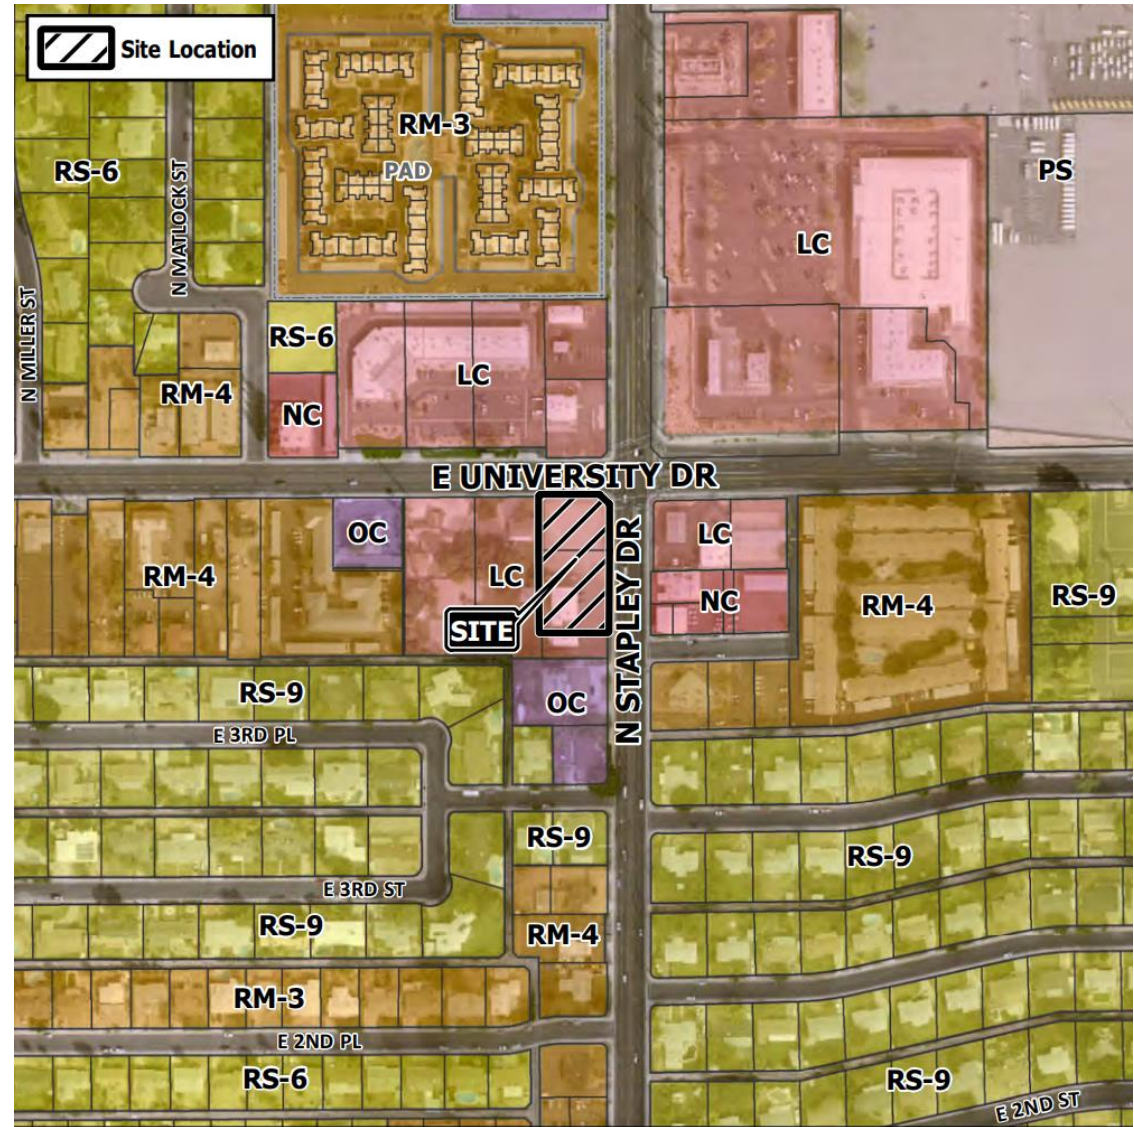 Site Location
RM-3
PAD
RS-6
N MATLOCK ST
PS
LC
N MILLER ST
RS-6
LC
RM-4
NC
E UNIVERSITY DR
OC
LC
RM-4
LC
N STAPLEY DR
NC
RM-4
RS-9
SITE
RS-9
OC
E 3RD PL
RS-9
RS-9
E 3RD ST
RS-9
RM-4
RM-3
E 2ND PL
RS-6
RS-9
E 2ND ST